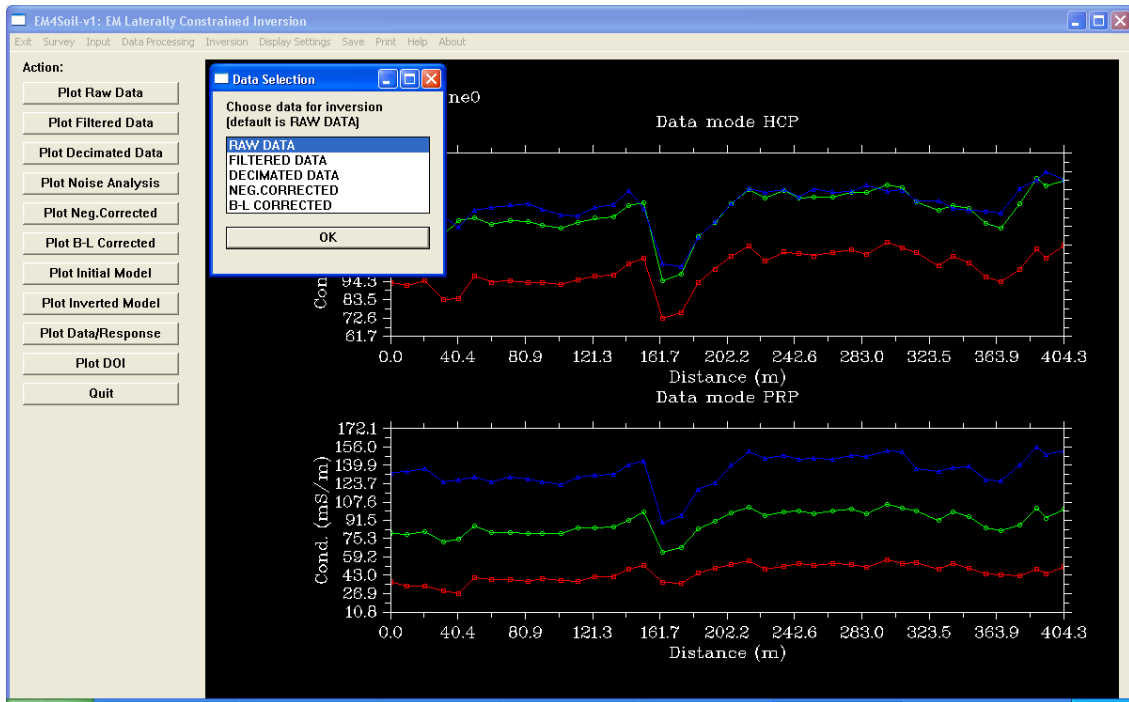 EM4Soil-v1: EM Laterally Constrained Inversion
Exit Survey Input Data Processing Inversion Display Settings Save Print Help About
Action:
Plot Raw Data
Plot Filtered Data
Plot Decimated Data
Plot Noise Analysis
Plot Neg.Corrected
Plot B-L Corrected
Plot Initial Model
Plot Inverted Model
Plot Data/Response
Plot DOI
Quit
Data Selection
Choose data for inversion
(default is RAW DATA)
RAW DATA
FILTERED DATA
DECIMATED DATA
NEG.CORRECTED
B-L CORRECTED
OK
ne0
Data mode HCP
Con
94.3
83.5
72.6
61.7
0.0 40.4 80.9 121.3 161.7 202.2 242.6 283.0 323.5 363.9 404.3
Distance (m)
Data mode PRP
Cond. (mS/m)
172.1
156.0
139.9
123.7
107.6
91.5
75.3
59.2
43.0
26.9
10.8
0.0 40.4 80.9 121.3 161.7 202.2 242.6 283.0 323.5 363.9 404.3
Distance (m)